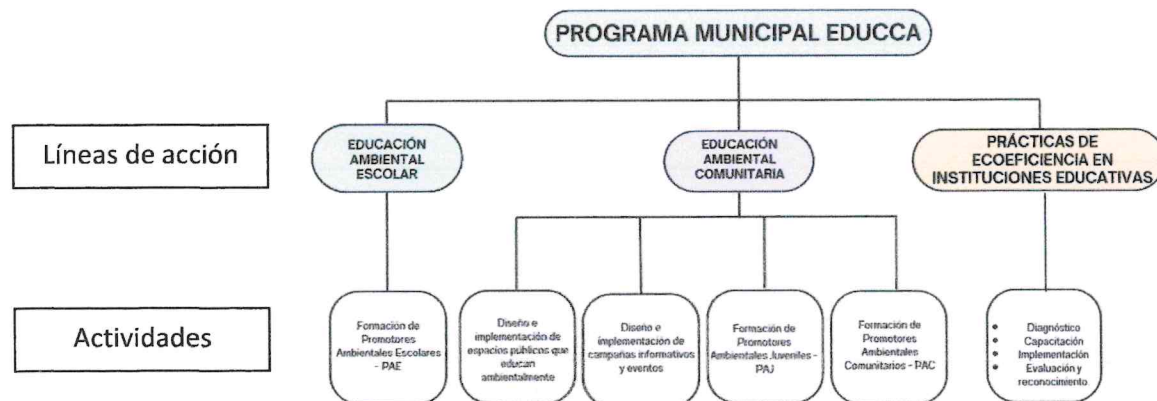 PROGRAMA MUNICIPAL EDUCCA
Líneas de acción
EDUCACIÓN
AMBIENTAL
ESCOLAR
EDUCACIÓN
AMBIENTAL
COMUNITARIA
PRÁCTICAS DE
ECOEFICIENCIA EN
INSTITUCIONES EDUCATIVAS
Actividades
Formación de
Promotores
Ambientales Escolares
- PAE
Diseño e
implementación de
espacios públicos que
educan
ambientalmente
Diseño e
implementación de
campañas informativos
y eventos
Formación de
Promotores
Ambientales Juveniles -
PAJ
Formación de
Promotores
Ambientales
Comunitarios - PAC
• Diagnóstico
• Capacitación
• Implementación
• Evaluación y
reconocimiento.